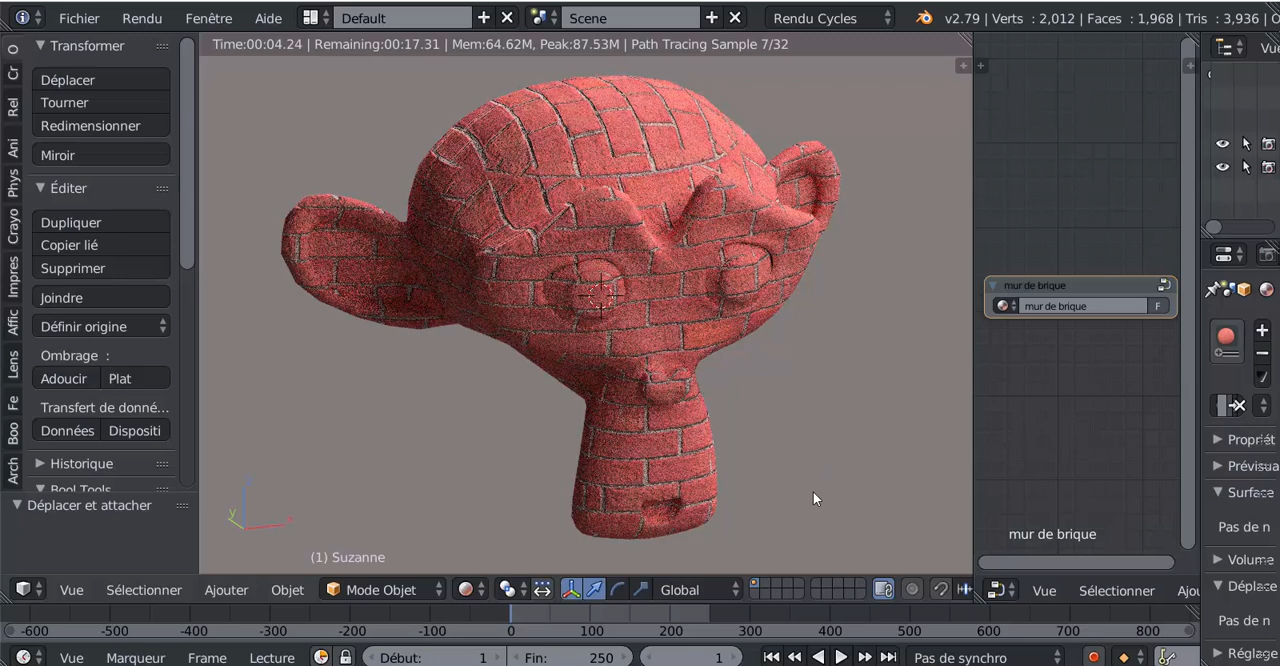 Fichier Rendu Fenêtre Aide Default Scene Rendu Cycles v2.79 | Verts : 2,012 | Faces : 1,968 | Tris : 3,936 | O
Time:00:04.24 | Remaining:00:17.31 | Mem:64.62M, Peak:87.53M | Path Tracing Sample 7/32
Vue
O
Cr
Rel
Ani
Phys
Crayo
Impres
Affic
Lens
Fe
Boo
Arch
Transformer
Déplacer
Tourner
Redimensionner
Miroir
Éditer
Dupliquer
Copier lié
Supprimer
Joindre
Définir origine
Ombrage :
Adoucir Plat
Transfert de donné...
Données Dispositi
Historique
Bool Tools
Déplacer et attacher
y
x
(1) Suzanne
mur de brique
mur de brique F
mur de brique
Propriét
Prévisua
Surface
Pas de n
Volume
Déplace
Pas de n
Réglage
Vue Sélectionner Ajouter Objet Mode Objet Global
Vue Sélectionner Ajou
-600 -500 -400 -300 -200 -100 0 100 200 300 400 500 600 700 800
Vue Marqueur Frame Lecture Début: 1 Fin: 250 1 Pas de synchro